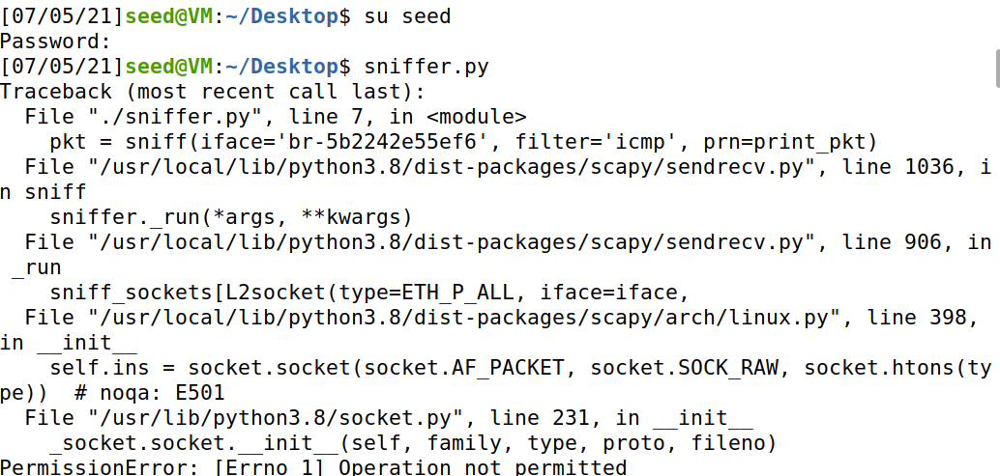 [07/05/21]seed@VM:~/Desktop$ su seed
Password:
[07/05/21]seed@VM:~/Desktop$ sniffer.py
Traceback (most recent call last):
  File "./sniffer.py", line 7, in <module>
    pkt = sniff(iface='br-5b2242e55ef6', filter='icmp', prn=print_pkt)
  File "/usr/local/lib/python3.8/dist-packages/scapy/sendrecv.py", line 1036, i
n sniff
    sniffer._run(*args, **kwargs)
  File "/usr/local/lib/python3.8/dist-packages/scapy/sendrecv.py", line 906, in
 _run
    sniff_sockets[L2socket(type=ETH_P_ALL, iface=iface,
  File "/usr/local/lib/python3.8/dist-packages/scapy/arch/linux.py", line 398,
in __init__
    self.ins = socket.socket(socket.AF_PACKET, socket.SOCK_RAW, socket.htons(ty
pe))  # noqa: E501
  File "/usr/lib/python3.8/socket.py", line 231, in __init__
    _socket.socket.__init__(self, family, type, proto, fileno)
PermissionError: [Errno 1] Operation not permitted